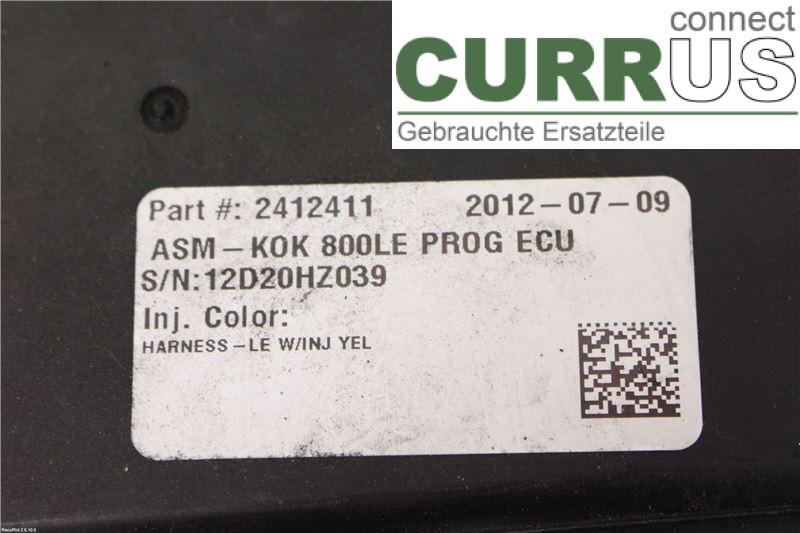 connect
CURRUS
Gebrauchte Ersatzteile
Part #: 2412411 2012-07-09
ASM-KOK 800LE PROG ECU
S/N:12D20HZ039
Inj. Color:
HARNESS-LE W/INJ YEL